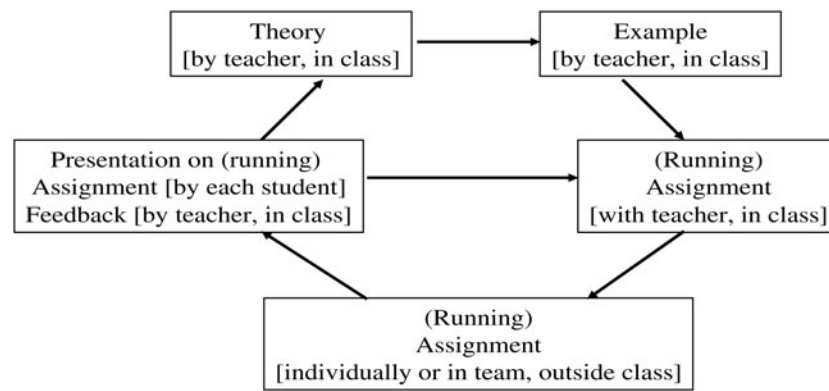 Theory
[by teacher, in class]
Example
[by teacher, in class]
Presentation on (running)
Assignment [by each student]
Feedback [by teacher, in class]
(Running)
Assignment
[with teacher, in class]
(Running)
Assignment
[individually or in team, outside class]